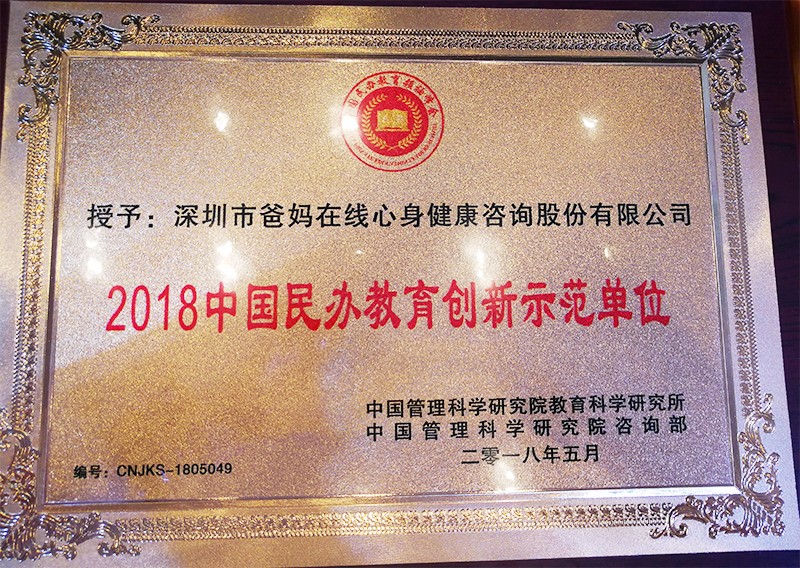 授予：深圳市爸妈在线心身健康咨询股份有限公司
2018中国民办教育创新示范单位
中国管理科学研究院教育科学研究所
中国管理科学研究院咨询部
二零一八年五月
编号：CNJKS-1805049